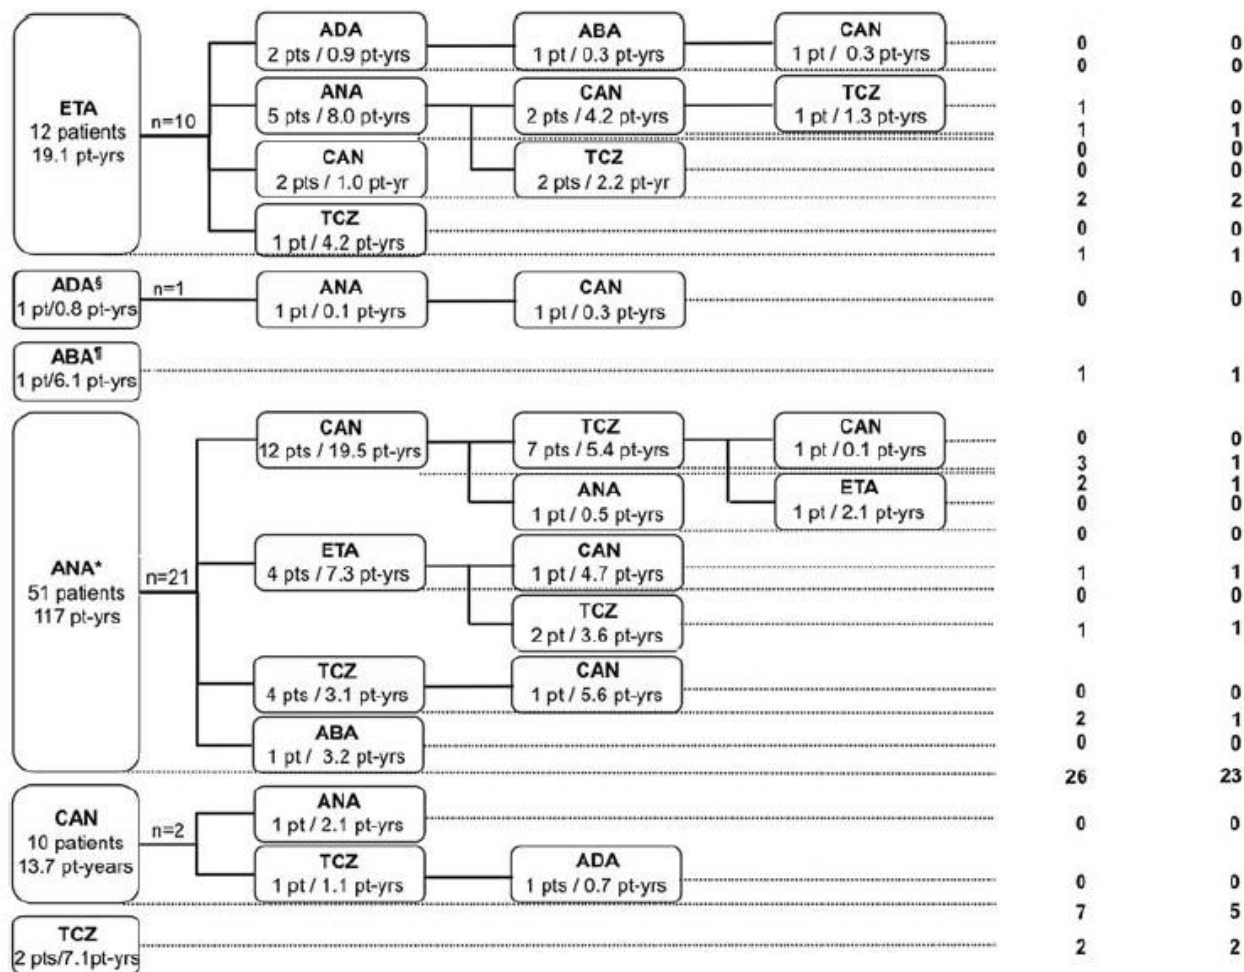 ETA
12 patients
19.1 pt-yrs
n=10
ADA
2 pts / 0.9 pt-yrs
ABA
1 pt / 0.3 pt-yrs
CAN
1 pt / 0.3 pt-yrs
0 0
0 0
ANA
5 pts / 8.0 pt-yrs
CAN
2 pts / 4.2 pt-yrs
TCZ
1 pt / 1.3 pt-yrs
1 0
1 1
0 0
CAN
2 pts / 1.0 pt-yr
TCZ
2 pts / 2.2 pt-yr
0 0
2 2
TCZ
1 pt / 4.2 pt-yrs
0 0
1 1
ADA§
1 pt/0.8 pt-yrs
n=1
ANA
1 pt / 0.1 pt-yrs
CAN
1 pt / 0.3 pt-yrs
0 0
ABA¶
1 pt/6.1 pt-yrs
1 1
ANA*
51 patients
117 pt-yrs
n=21
CAN
12 pts / 19.5 pt-yrs
TCZ
7 pts / 5.4 pt-yrs
CAN
1 pt / 0.1 pt-yrs
0 0
3 1
2 1
ANA
1 pt / 0.5 pt-yrs
ETA
1 pt / 2.1 pt-yrs
0 0
0 0
ETA
4 pts / 7.3 pt-yrs
CAN
1 pt / 4.7 pt-yrs
1 1
0 0
TCZ
2 pt / 3.6 pt-yrs
1 1
TCZ
4 pts / 3.1 pt-yrs
CAN
1 pt / 5.6 pt-yrs
0 0
2 1
ABA
1 pt / 3.2 pt-yrs
0 0
26 23
CAN
10 patients
13.7 pt-years
n=2
ANA
1 pt / 2.1 pt-yrs
0 0
TCZ
1 pt / 1.1 pt-yrs
ADA
1 pts / 0.7 pt-yrs
0 0
7 5
TCZ
2 pts/7.1pt-yrs
2 2